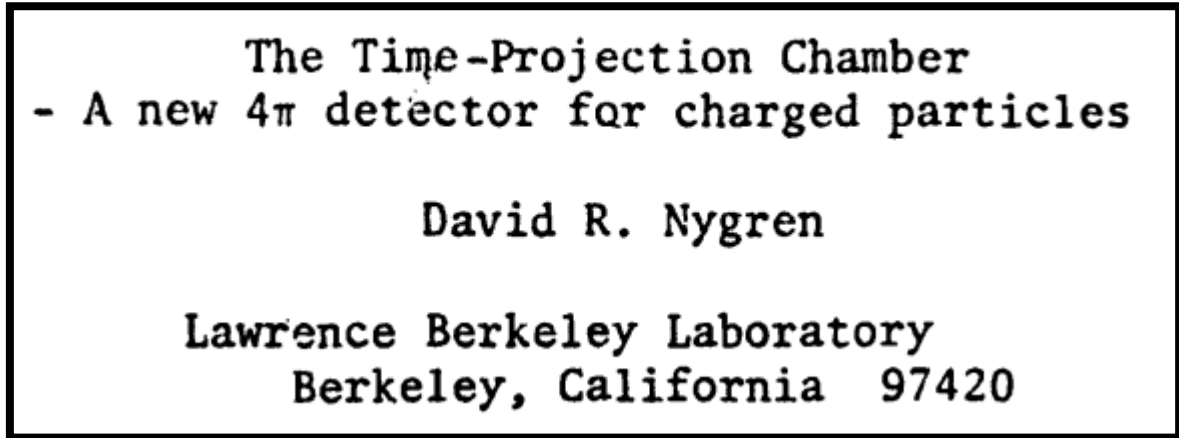 The Time-Projection Chamber
- A new 4π detector for charged particles
David R. Nygren
Lawrence Berkeley Laboratory
Berkeley, California 97420